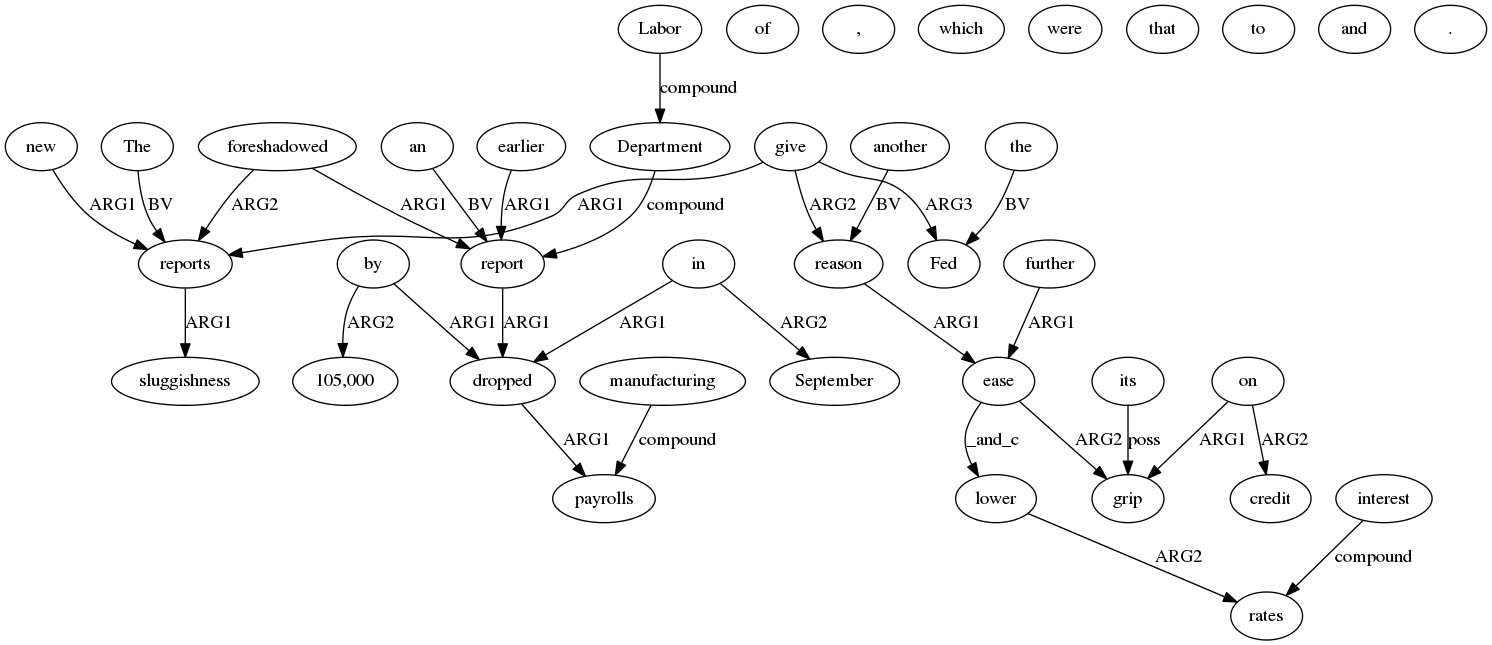 Labor of , which were that to and .
compound
new The foreshadowed an earlier Department give another the
ARG1 BV ARG2 ARG1 BV ARG1 ARG1 compound ARG2 BV ARG3 BV
reports by report in reason Fed further
ARG1 ARG2 ARG1 ARG1 ARG1 ARG2 ARG1 ARG1
sluggishness 105,000 dropped manufacturing September ease its on
ARG1 compound _and_c ARG2 poss ARG1 ARG2
payrolls lower grip credit interest
ARG2 compound
rates